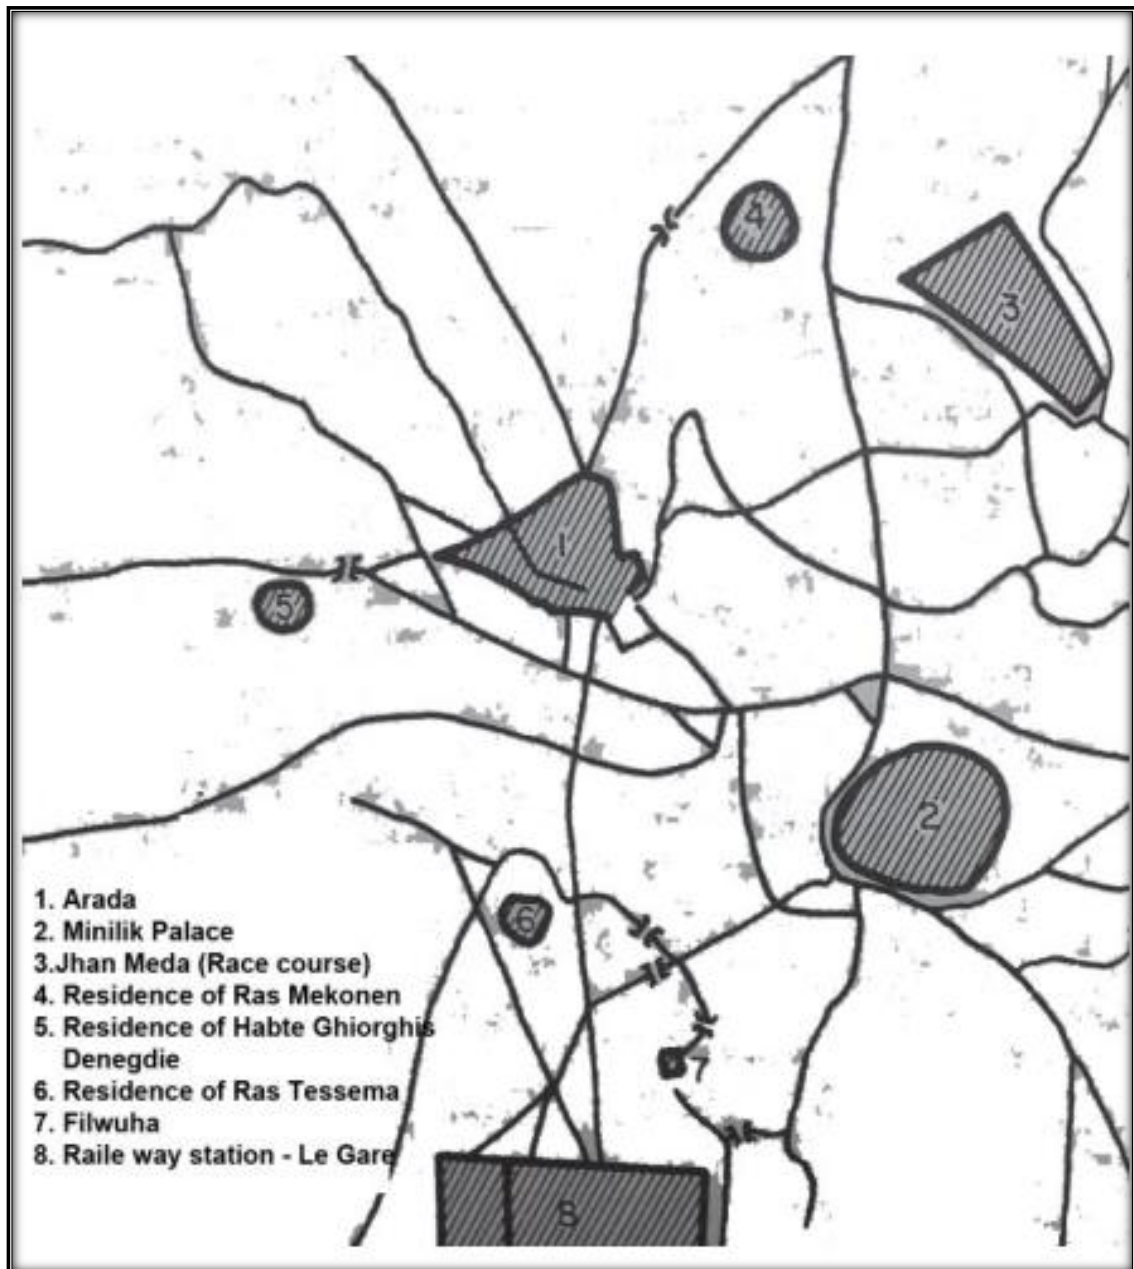 4
3
1
5
2
6
7
8
1. Arada
2. Minilik Palace
3.Jhan Meda (Race course)
4. Residence of Ras Mekonen
5. Residence of Habte Ghiorghis
Denegdie
6. Residence of Ras Tessema
7. Filwuha
8. Raile way station - Le Gare